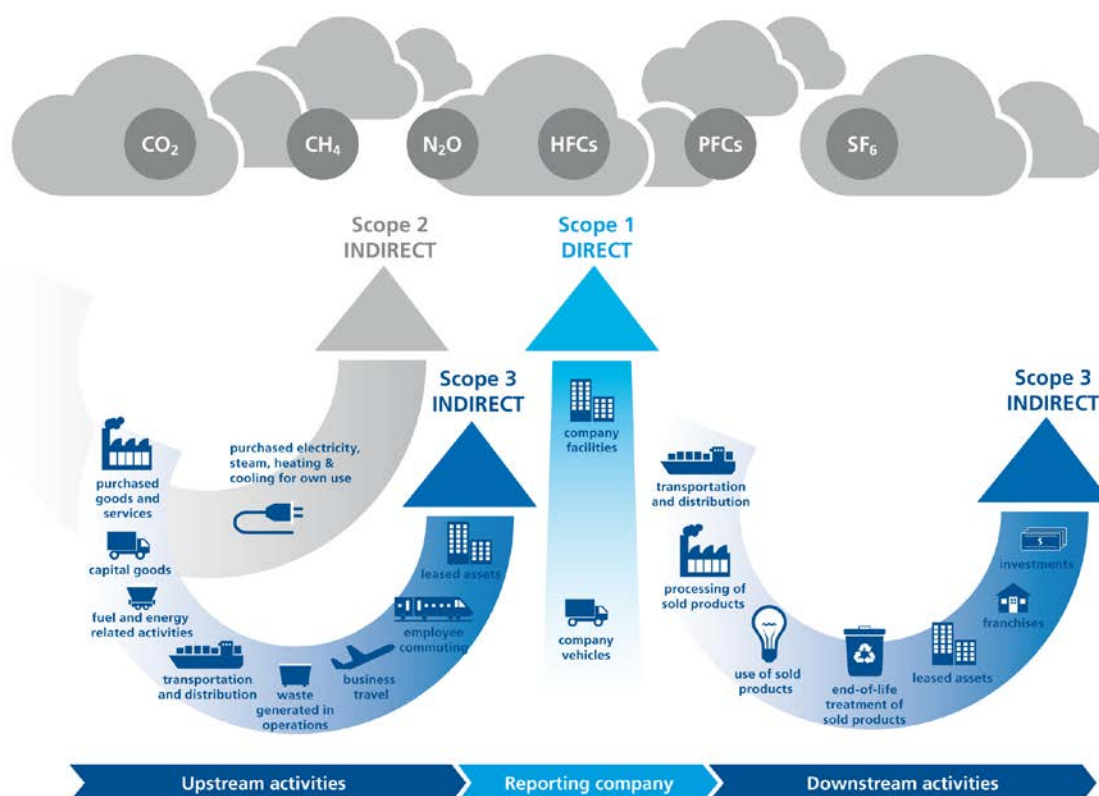 CO₂
CH₄
N₂O
HFCs
PFCs
SF₆
Scope 2
INDIRECT
Scope 1
DIRECT
Scope 3
INDIRECT
Scope 3
INDIRECT
purchased
goods and
services
capital goods
fuel and energy
related activities
transportation
and distribution
waste
generated in
operations
business
travel
employee
commuting
leased assets
purchased electricity,
steam, heating &
cooling for own use
company
facilities
company
vehicles
transportation
and distribution
processing of
sold products
use of sold
products
end-of-life
treatment of
sold products
leased assets
franchises
$
investments
Upstream activities
Reporting company
Downstream activities